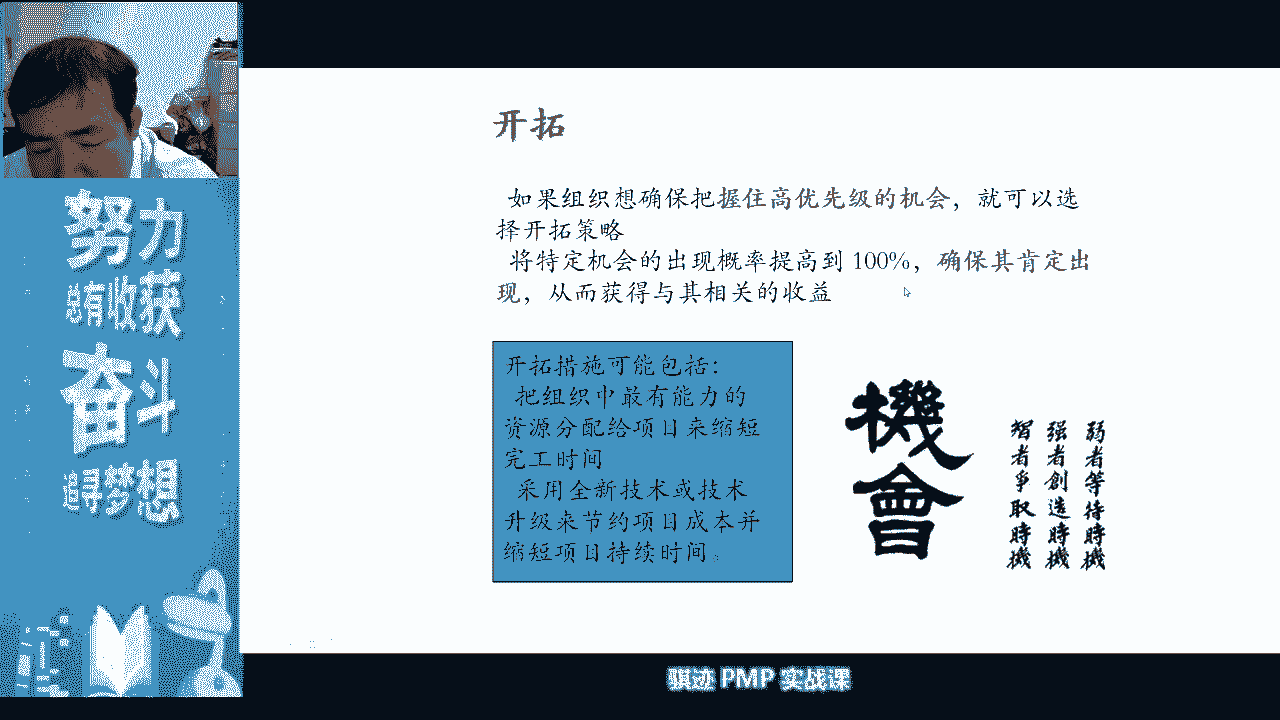 努力
总有收获
奋斗
追寻梦想
开拓
如果组织想确保把握住高优先级的机会，就可以选
择开拓策略
将特定机会的出现概率提高到 100%，确保其肯定出
现，从而获得与其相关的收益
开拓措施可能包括：
把组织中最有能力的
资源分配给项目来缩短
完工时间
采用全新技术或技术
升级来节约项目成本并
缩短项目持续时间。
機會
弱者等待時機
强者創造時機
智者爭取時機
骐迹 PMP 实战课